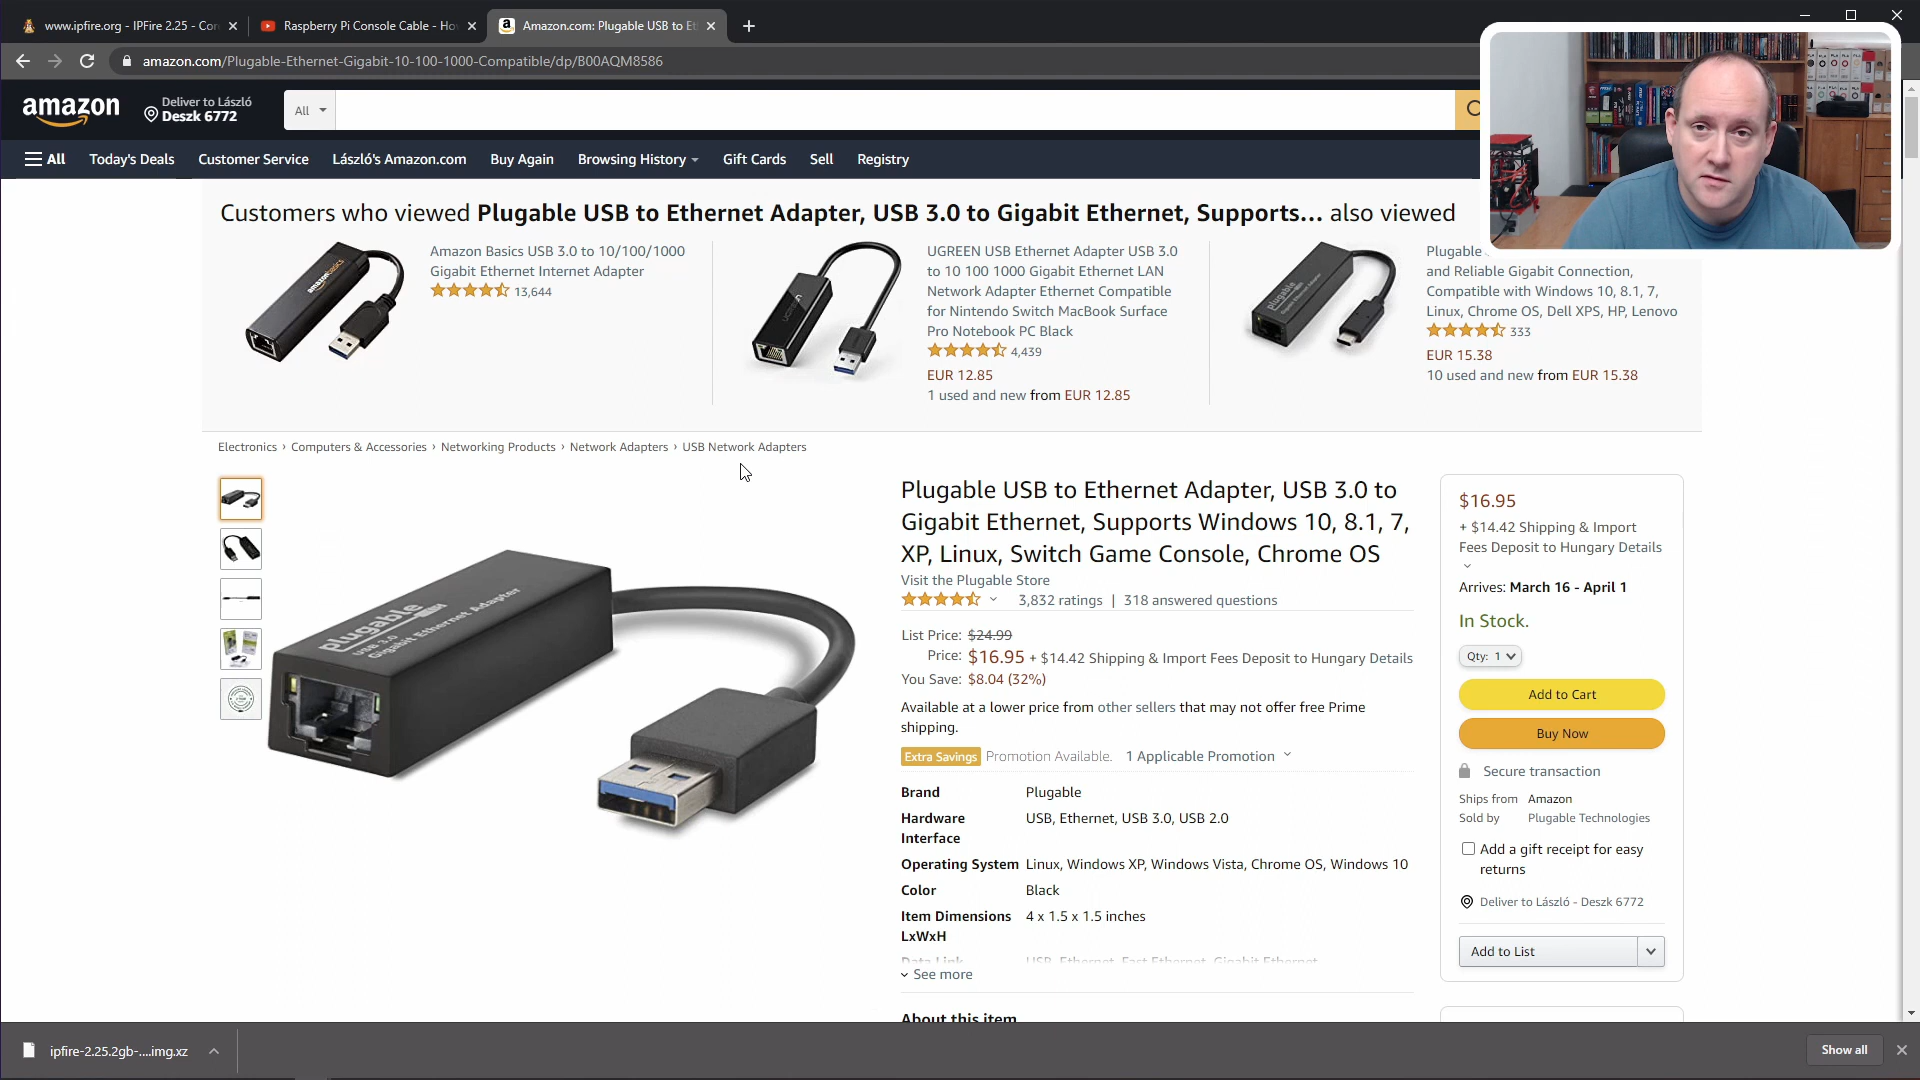 www.ipfire.org - IPFire 2.25 - Cor
Raspberry Pi Console Cable - Ho
Amazon.com: Plugable USB to Et
amazon.com/Plugable-Ethernet-Gigabit-10-100-1000-Compatible/dp/B00AQM8586
amazon
Deliver to László
Deszk 6772
All
All
Today's Deals
Customer Service
László's Amazon.com
Buy Again
Browsing History
Gift Cards
Sell
Registry
Customers who viewed Plugable USB to Ethernet Adapter, USB 3.0 to Gigabit Ethernet, Supports... also viewed
amazonbasics
Amazon Basics USB 3.0 to 10/100/1000
Gigabit Ethernet Internet Adapter
13,644
UGREEN USB Ethernet Adapter USB 3.0
to 10 100 1000 Gigabit Ethernet LAN
Network Adapter Ethernet Compatible
for Nintendo Switch MacBook Surface
Pro Notebook PC Black
4,439
EUR 12.85
1 used and new from EUR 12.85
plugable
Plugable
and Reliable Gigabit Connection,
Compatible with Windows 10, 8.1, 7,
Linux, Chrome OS, Dell XPS, HP, Lenovo
333
EUR 15.38
10 used and new from EUR 15.38
Electronics › Computers & Accessories › Networking Products › Network Adapters › USB Network Adapters
plugable
USB 3.0
Gigabit Ethernet Adapter
Plugable USB to Ethernet Adapter, USB 3.0 to
Gigabit Ethernet, Supports Windows 10, 8.1, 7,
XP, Linux, Switch Game Console, Chrome OS
Visit the Plugable Store
3,832 ratings | 318 answered questions
List Price: $24.99
Price: $16.95 + $14.42 Shipping & Import Fees Deposit to Hungary Details
You Save: $8.04 (32%)
Available at a lower price from other sellers that may not offer free Prime
shipping.
Extra Savings Promotion Available. 1 Applicable Promotion
Brand Plugable
Hardware Interface USB, Ethernet, USB 3.0, USB 2.0
Operating System Linux, Windows XP, Windows Vista, Chrome OS, Windows 10
Color Black
Item Dimensions LxWxH 4 x 1.5 x 1.5 inches
Data Link USB, Ethernet, Fast Ethernet, Gigabit Ethernet
See more
About this item
$16.95
+ $14.42 Shipping & Import
Fees Deposit to Hungary Details
Arrives: March 16 - April 1
In Stock.
Qty: 1
Add to Cart
Buy Now
Secure transaction
Ships from Amazon
Sold by Plugable Technologies
Add a gift receipt for easy
returns
Deliver to László - Deszk 6772
Add to List
ipfire-2.25.2gb-....img.xz
Show all